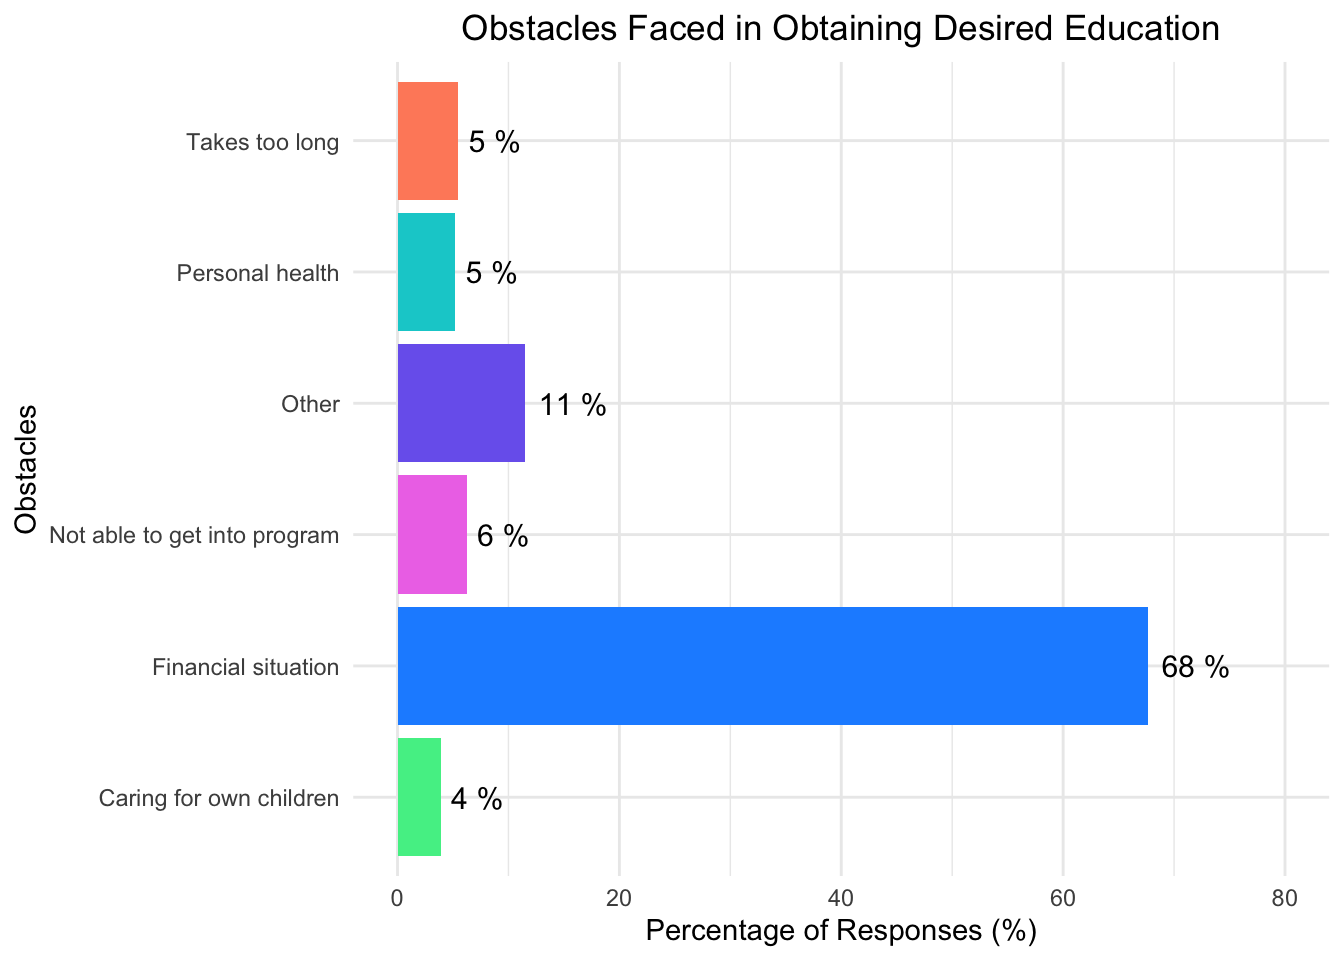 Obstacles Faced in Obtaining Desired Education
Obstacles
Takes too long
5 %
Personal health
5 %
Other
11 %
Not able to get into program
6 %
Financial situation
68 %
Caring for own children
4 %
0 20 40 60 80
Percentage of Responses (%)